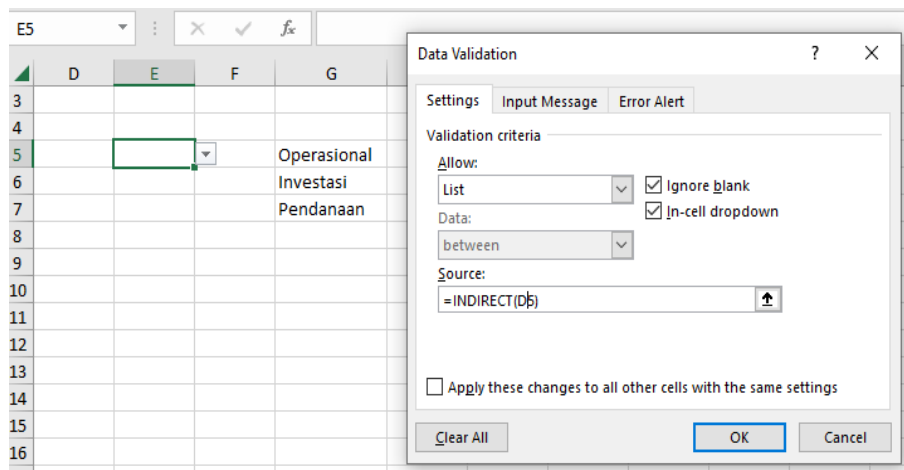 E5
fx
Data Validation
?
D E F G
Settings Input Message Error Alert
3
4
Validation criteria
5 Operasional
Allow:
6 Investasi
List
Ignore blank
7 Pendanaan
In-cell dropdown
Data:
8
between
9
Source:
10
=INDIRECT(D5)
11
12
13
14
Apply these changes to all other cells with the same settings
15
Clear All OK Cancel
16